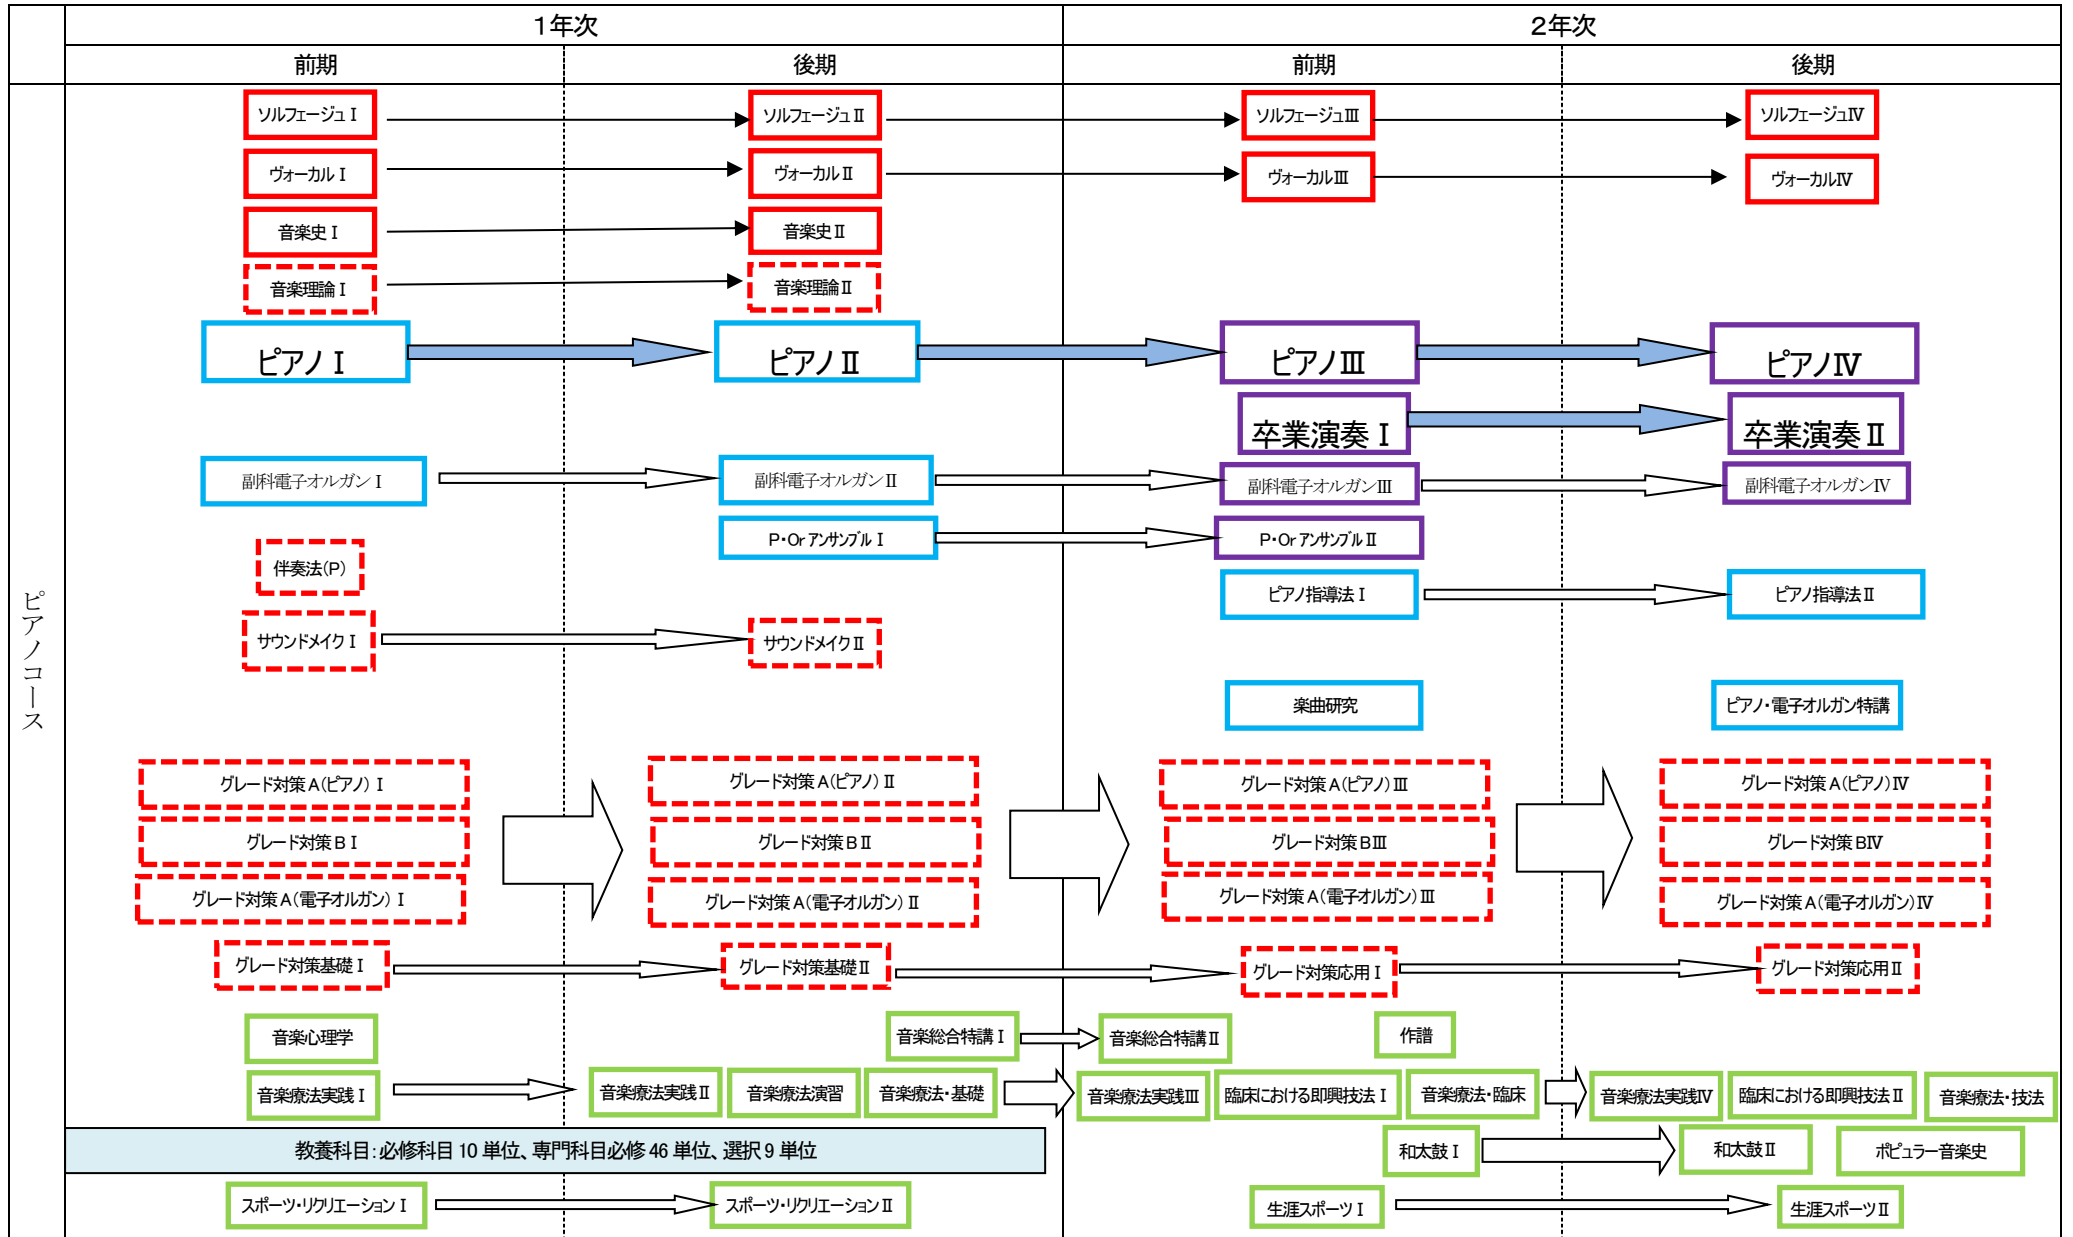 1年次
2年次
前期
後期
前期
後期
ピアノコース
ソルフェージュⅠ
ソルフェージュⅡ
ソルフェージュⅢ
ソルフェージュⅣ
ヴォーカルⅠ
ヴォーカルⅡ
ヴォーカルⅢ
ヴォーカルⅣ
音楽史Ⅰ
音楽史Ⅱ
音楽理論Ⅰ
音楽理論Ⅱ
ピアノⅠ
ピアノⅡ
ピアノⅢ
ピアノⅣ
卒業演奏Ⅰ
卒業演奏Ⅱ
副科電子オルガンⅠ
副科電子オルガンⅡ
副科電子オルガンⅢ
副科電子オルガンⅣ
P・OrアンサンブルⅠ
P・OrアンサンブルⅡ
伴奏法(P)
ピアノ指導法Ⅰ
ピアノ指導法Ⅱ
サウンドメイクⅠ
サウンドメイクⅡ
楽曲研究
ピアノ・電子オルガン特講
グレード対策A(ピアノ)Ⅰ
グレード対策A(ピアノ)Ⅱ
グレード対策A(ピアノ)Ⅲ
グレード対策A(ピアノ)Ⅳ
グレード対策BⅠ
グレード対策BⅡ
グレード対策BⅢ
グレード対策BⅣ
グレード対策A(電子オルガン)Ⅰ
グレード対策A(電子オルガン)Ⅱ
グレード対策A(電子オルガン)Ⅲ
グレード対策A(電子オルガン)Ⅳ
グレード対策基礎Ⅰ
グレード対策基礎Ⅱ
グレード対策応用Ⅰ
グレード対策応用Ⅱ
音楽心理学
音楽総合特講Ⅰ
音楽総合特講Ⅱ
作譜
音楽療法実践Ⅰ
音楽療法実践Ⅱ
音楽療法演習
音楽療法・基礎
音楽療法実践Ⅲ
臨床における即興技法Ⅰ
音楽療法・臨床
音楽療法実践Ⅳ
臨床における即興技法Ⅱ
音楽療法・技法
教養科目:必修科目10単位、専門科目必修46単位、選択9単位
和太鼓Ⅰ
和太鼓Ⅱ
ポピュラー音楽史
スポーツ・リクリエーションⅠ
スポーツ・リクリエーションⅡ
生涯スポーツⅠ
生涯スポーツⅡ